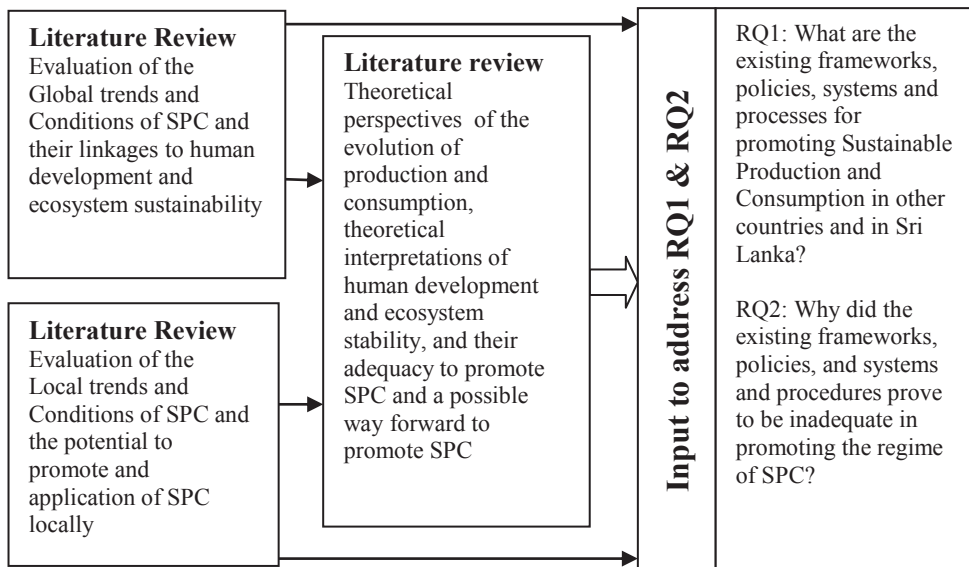 Literature Review
Evaluation of the
Global trends and
Conditions of SPC and
their linkages to human
development and
ecosystem sustainability
Literature Review
Evaluation of the
Local trends and
Conditions of SPC and
the potential to
promote and
application of SPC
locally
Literature review
Theoretical
perspectives of the
evolution of
production and
consumption,
theoretical
interpretations of
human development
and ecosystem
stability, and their
adequacy to promote
SPC and a possible
way forward to
promote SPC
Input to address RQ1 & RQ2
RQ1: What are the
existing frameworks,
policies, systems and
processes for
promoting Sustainable
Production and
Consumption in other
countries and in Sri
Lanka?
RQ2: Why did the
existing frameworks,
policies, and systems
and procedures prove
to be inadequate in
promoting the regime
of SPC?